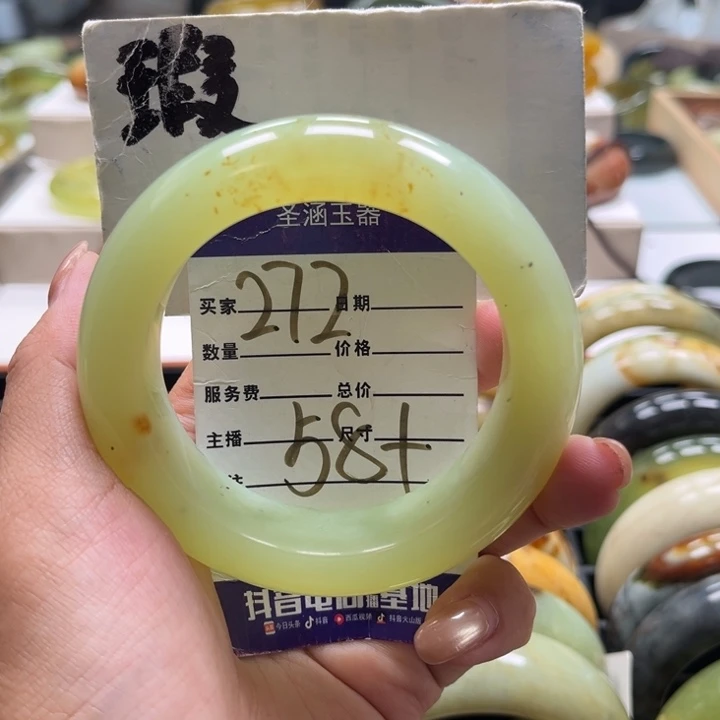 瑕
圣涵玉器
买家 272 日期
数量 价格
服务费 总价
主播 尺寸
58+
抖音电商直播基地
今日头条 抖音 西瓜视频 抖音火山版